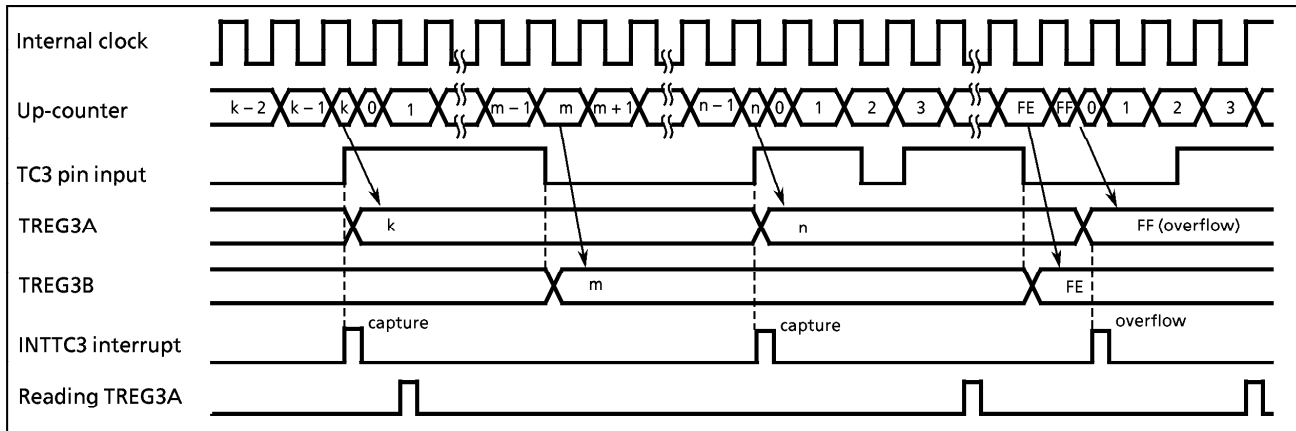 Internal clock
Up-counter k – 2 k – 1 k 0 1 m – 1 m m + 1 n – 1 n 0 1 2 3 FE FF 0 1 2 3
TC3 pin input
TREG3A k n FF (overflow)
TREG3B m FE
capture capture overflow
INTTC3 interrupt
Reading TREG3A